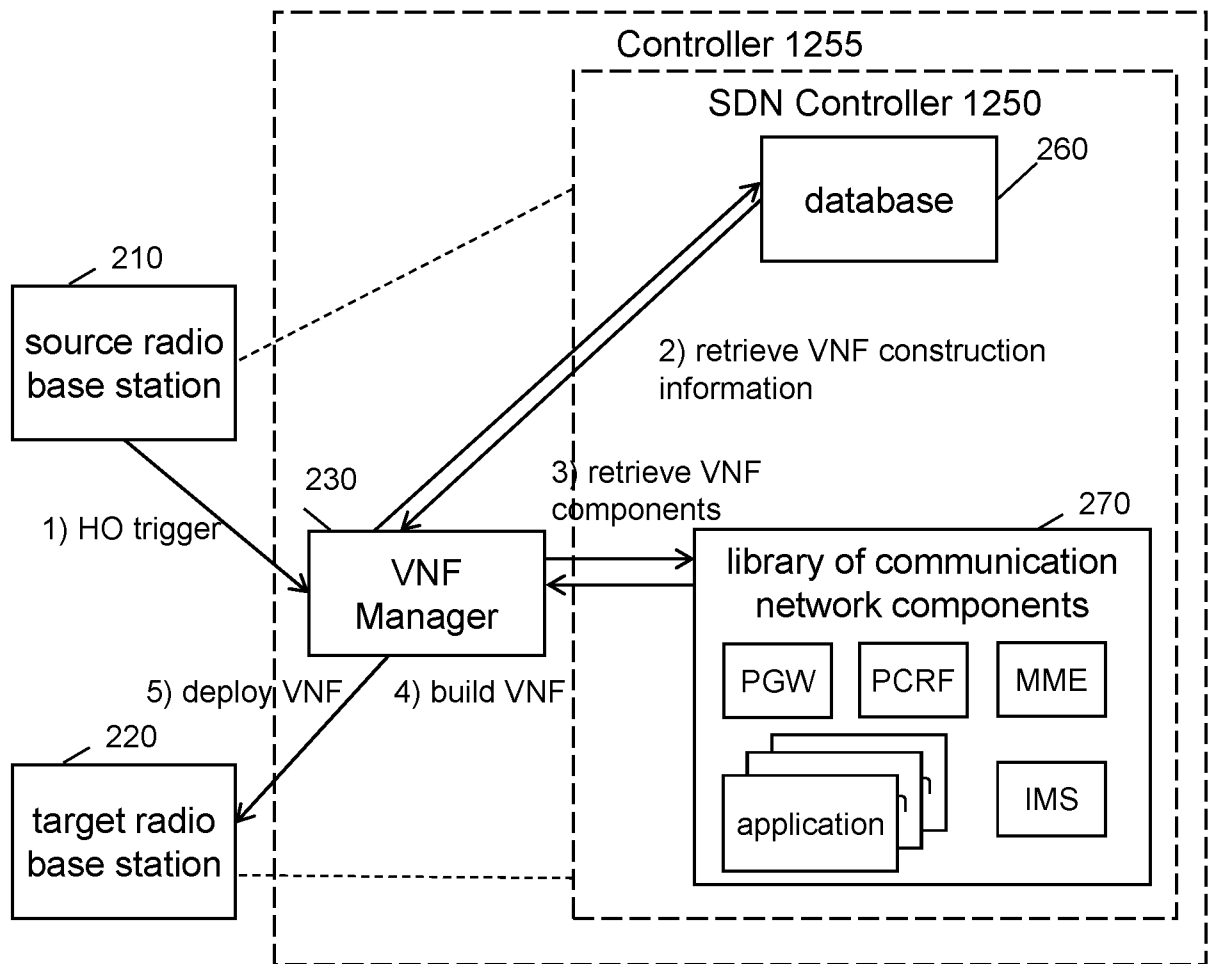 Controller 1255
SDN Controller 1250
260
database
210
source radio
base station
2) retrieve VNF construction
information
230
3) retrieve VNF
components
1) HO trigger
270
VNF
Manager
library of communication
network components
PGW
PCRF
MME
5) deploy VNF
4) build VNF
220
target radio
base station
application
n
n
IMS